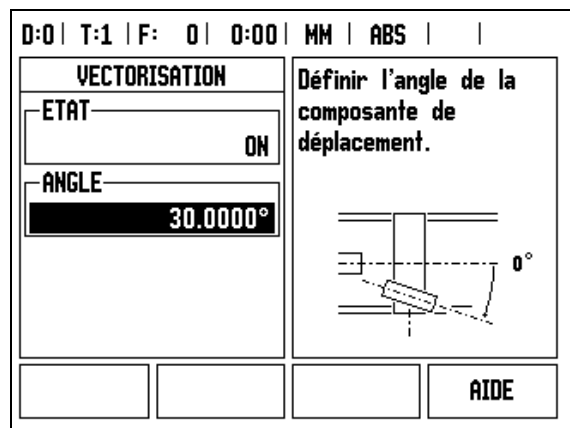 D:0 | T:1 | F: 0 | 0:00 | MM | ABS | |
VECTORISATION
ETAT
ON
ANGLE
30.0000°
Définir l'angle de la
composante de
déplacement.
0°
AIDE